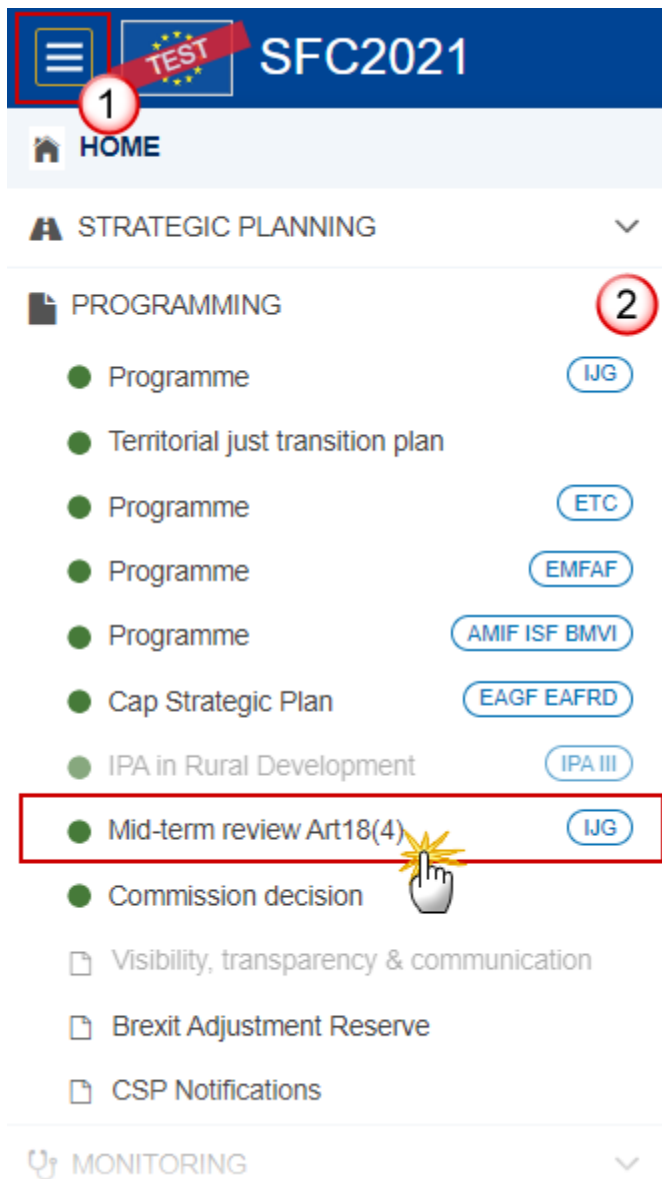 TEST SFC2021
1
HOME
STRATEGIC PLANNING
PROGRAMMING 2
Programme IJG
Territorial just transition plan
Programme ETC
Programme EMFAF
Programme AMIF ISF BMVI
Cap Strategic Plan EAGF EAFRD
IPA in Rural Development IPA III
Mid-term review Art18(4) IJG
Commission decision
Visibility, transparency & communication
Brexit Adjustment Reserve
CSP Notifications
MONITORING